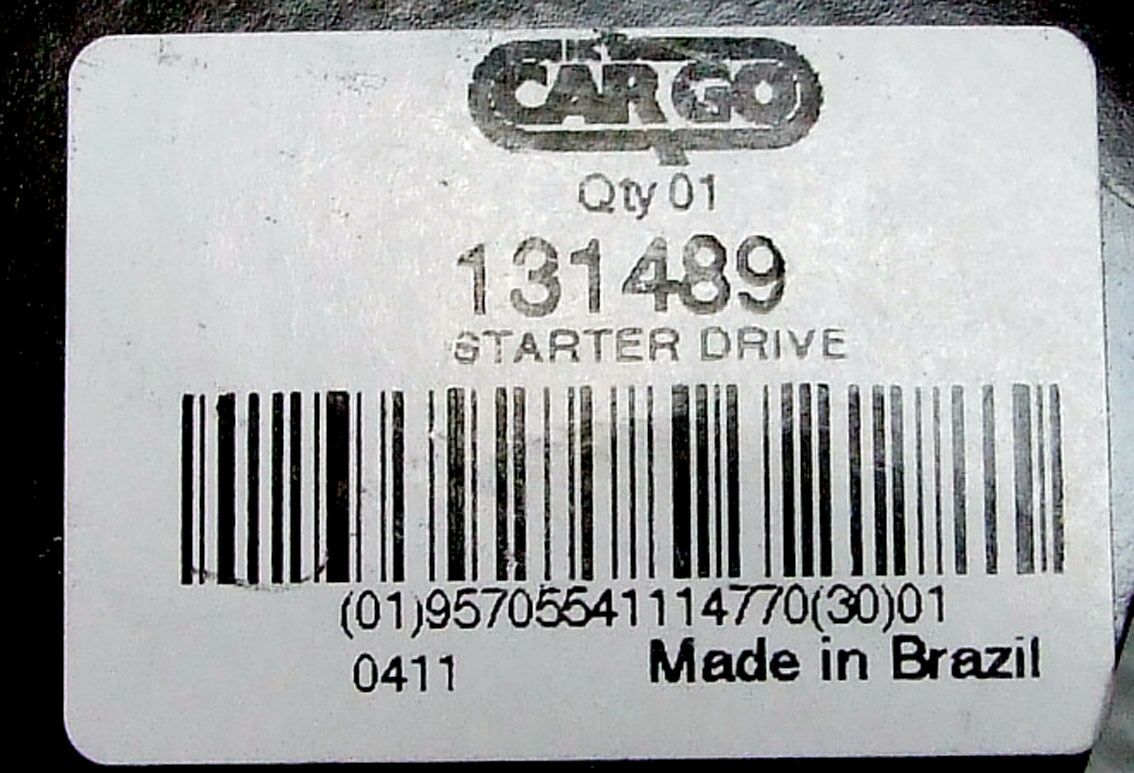 CARGO
Qty 01
131489
STARTER DRIVE
(01)95705541114770(30)01
0411
Made in Brazil